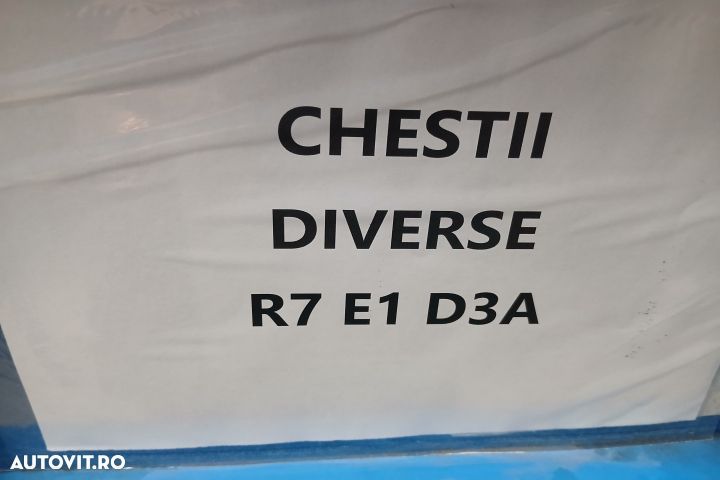 CHESTII
DIVERSE
R7 E1 D3A
AUTOVIT.RO